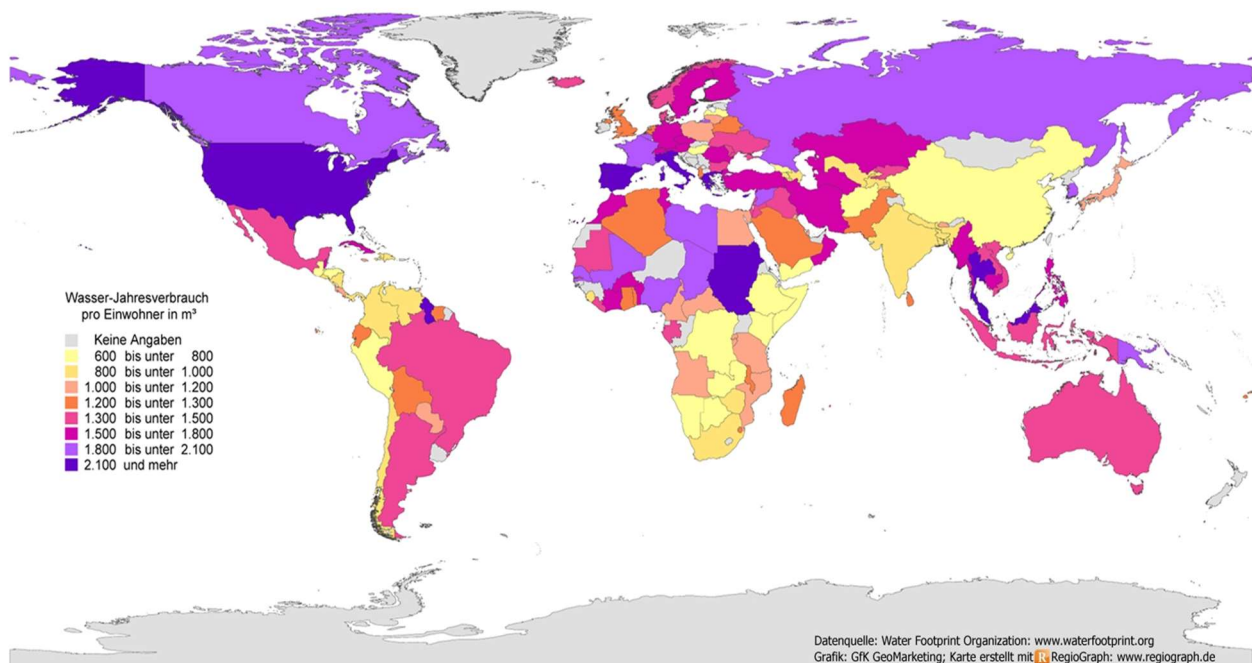 Wasser-Jahresverbrauch
pro Einwohner in m³
Keine Angaben
600 bis unter 800
800 bis unter 1.000
1.000 bis unter 1.200
1.200 bis unter 1.300
1.300 bis unter 1.500
1.500 bis unter 1.800
1.800 bis unter 2.100
2.100 und mehr
Datenquelle: Water Footprint Organization: www.waterfootprint.org
Grafik: GfK GeoMarketing; Karte erstellt mit R RegioGraph: www.regiograph.de